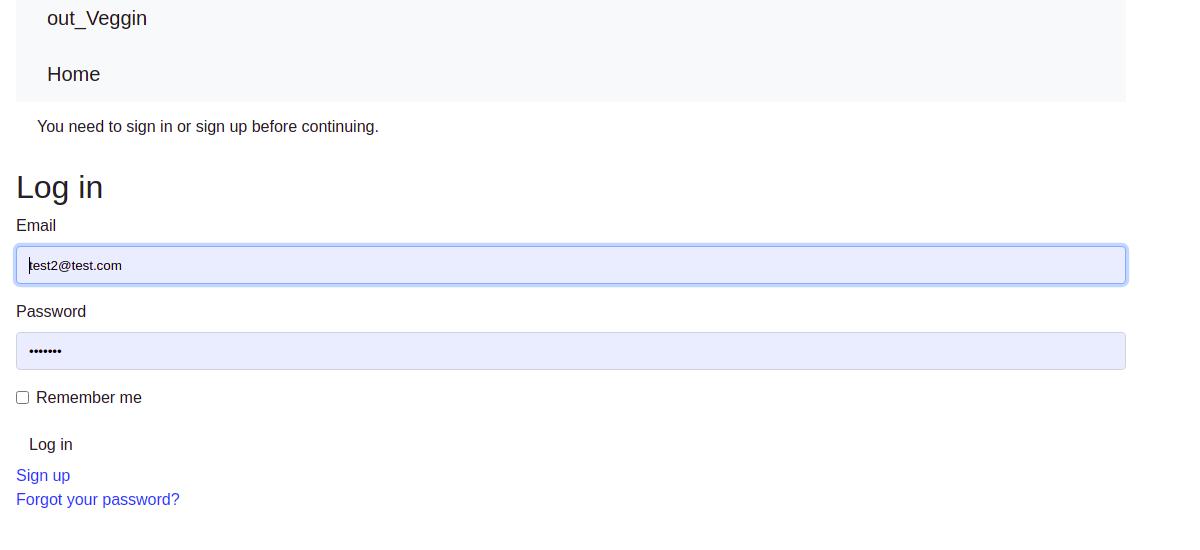 out_Veggin
Home
You need to sign in or sign up before continuing.
Log in
Email
test2@test.com
Password
•••••••
Remember me
Log in
Sign up
Forgot your password?